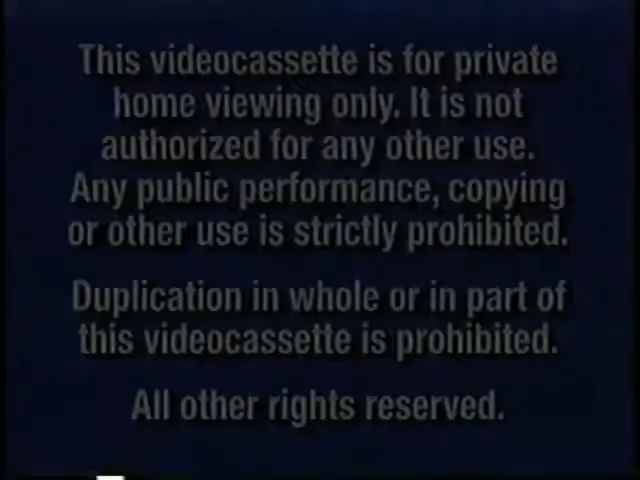 This videocassette is for private
home viewing only. It is not
authorized for any other use.
Any public performance, copying
or other use is strictly prohibited.
Duplication in whole or in part of
this videocassette is prohibited.
All other rights reserved.